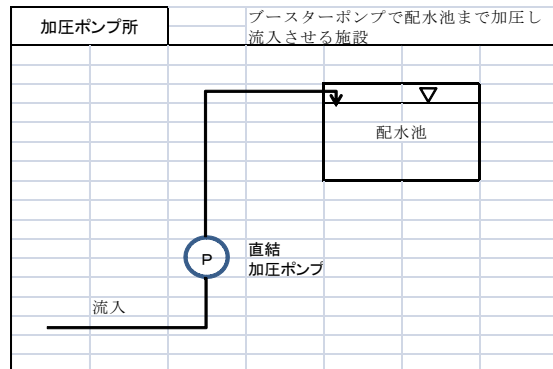 加圧ポンプ所
ブースターポンプで配水池まで加圧し
流入させる施設
配水池
P
直結
加圧ポンプ
流入